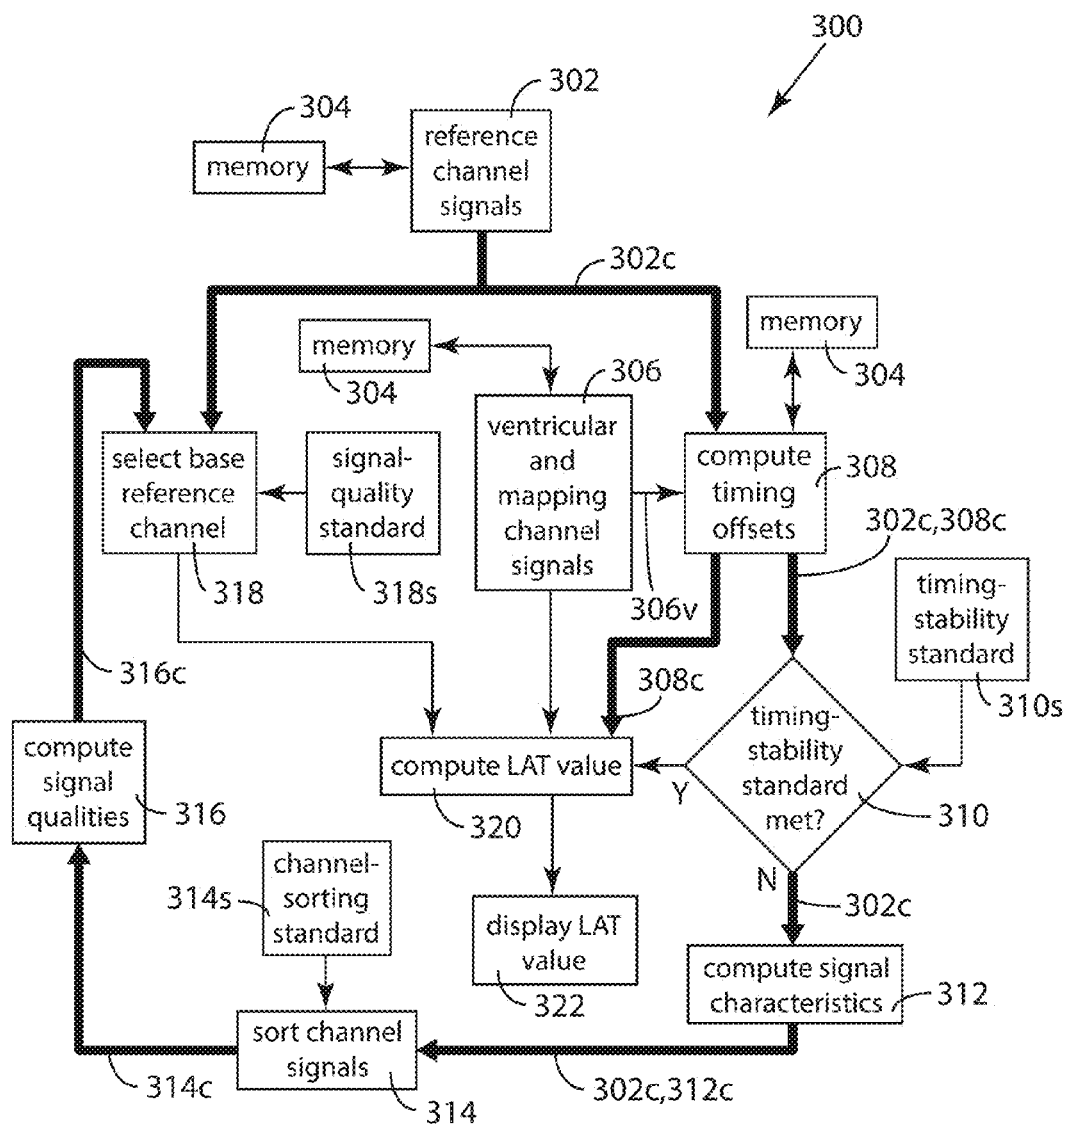 300
302
304
reference
channel
signals
memory
302c
memory
304
memory
304
306
ventricular
and
mapping
channel
signals
select base
reference
channel
318
signal-
quality
standard
318s
compute
timing
offsets
308
302c,308c
306v
timing-
stability
standard
310s
316c
308c
timing-
stability
standard
met?
310
compute
signal
qualities
316
compute LAT value
320
Y
N
302c
channel-
sorting
standard
314s
display LAT
value
322
compute signal
characteristics
312
sort channel
signals
314
314c
302c,312c